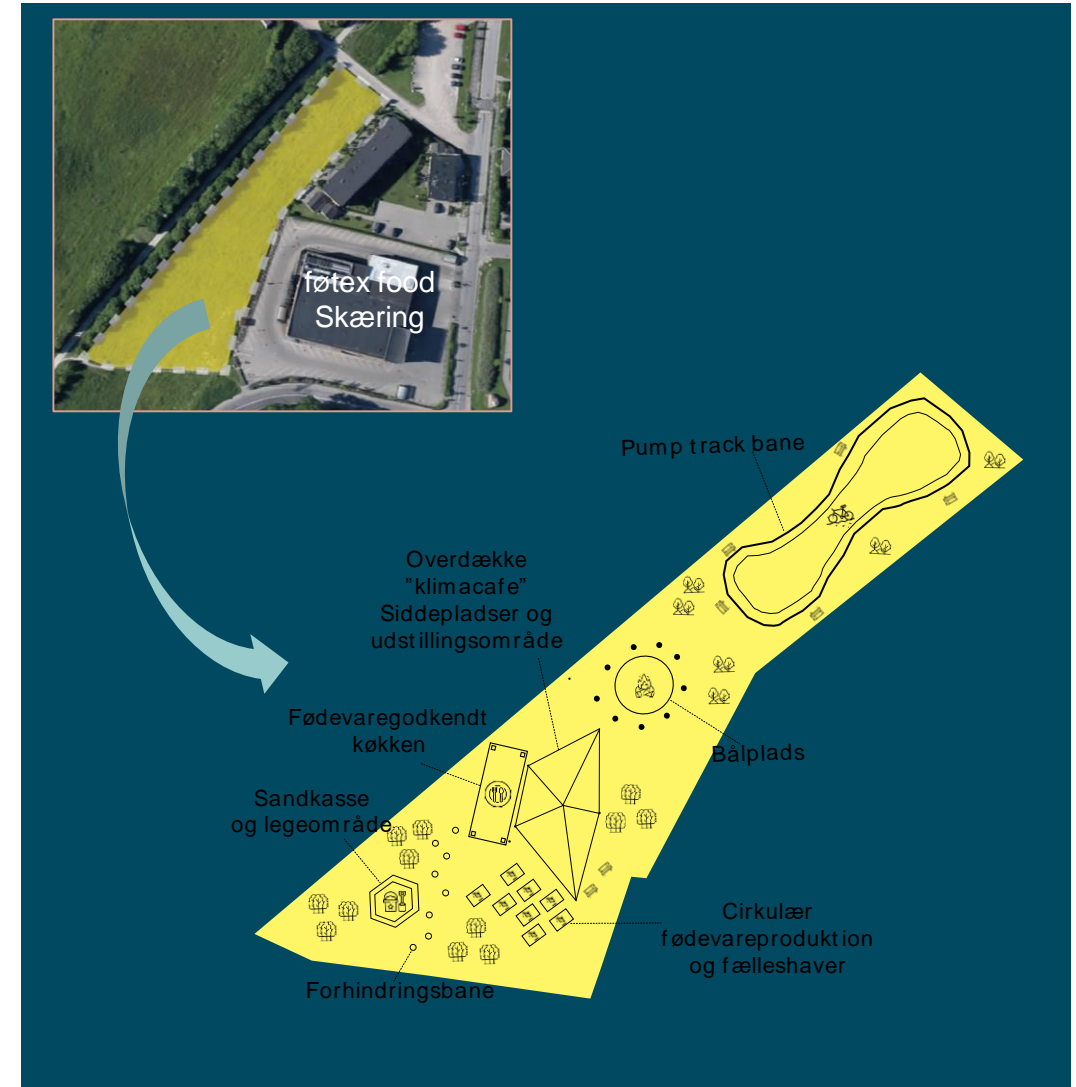 føtex food
Skæring
Pump track bane
Overdække
"klimacafe"
Siddepladser og
udstillingsområde
Fødevaregodkendt
køkken
Bålplads
Sandkasse
og legeområde
Cirkulær
fødevareproduktion
og fælleshaver
Forhindringsbane